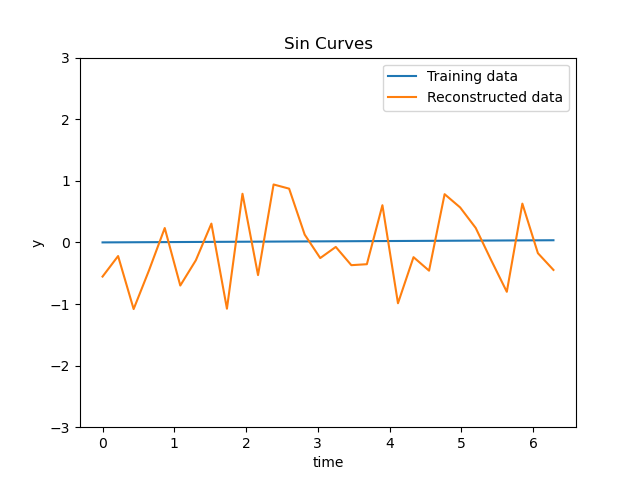 Sin Curves
Training data
Reconstructed data
3
2
1
0
−1
−2
−3
y
0 1 2 3 4 5 6
time